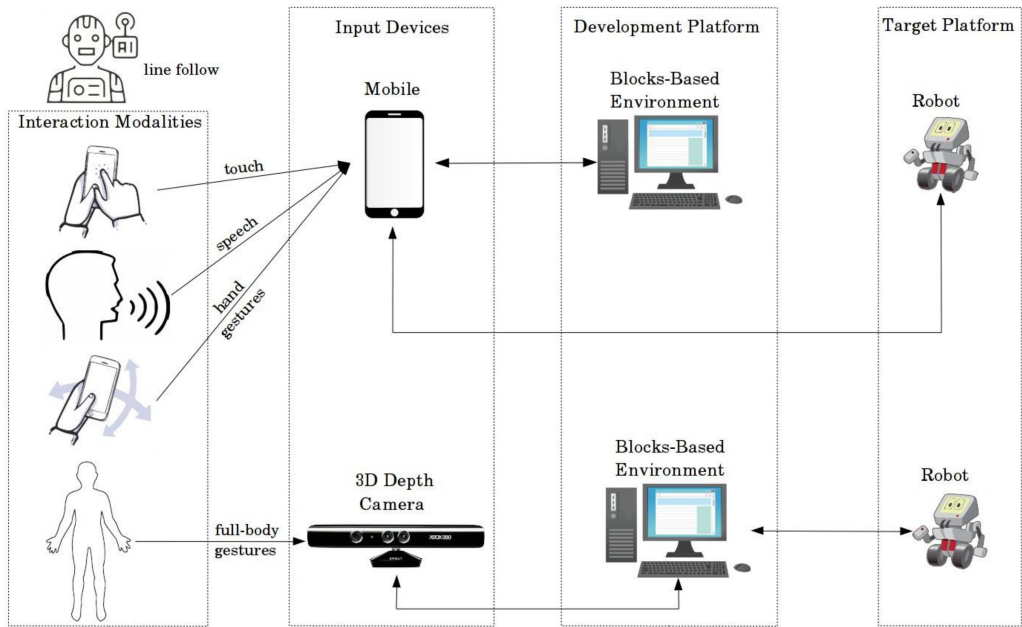 AI
line follow
Interaction Modalities
touch
speech
hand
gestures
full-body
gestures
Input Devices
Mobile
3D Depth
Camera
XBOX 360
Development Platform
Blocks-Based
Environment
Blocks-Based
Environment
Target Platform
Robot
Robot